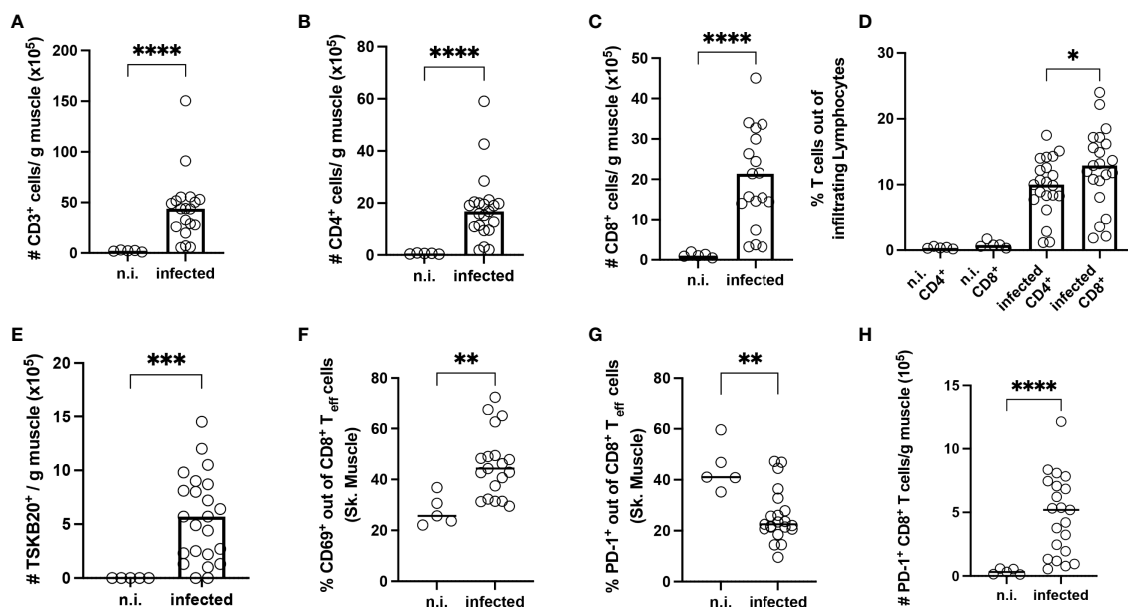 A
# CD3⁺ cells/ g muscle (x10⁵)
200
150
100
50
0
****
n.i.
infected
B
# CD4⁺ cells/ g muscle (x10⁵)
80
60
40
20
0
****
n.i.
infected
C
# CD8⁺ cells/ g muscle (x10⁵)
50
40
30
20
10
0
****
n.i.
infected
D
% T cells out of
infiltrating Lymphocytes
30
20
10
0
*
n.i.
CD4⁺
n.i.
CD8⁺
infected
CD4⁺
infected
CD8⁺
E
# TSKB20⁺ / g muscle (x10⁵)
20
15
10
5
0
***
n.i.
infected
F
% CD69⁺ out of CD8⁺ Teff cells
(Sk. Muscle)
80
60
40
20
0
**
n.i.
infected
G
% PD-1⁺ out of CD8⁺ Teff cells
(Sk. Muscle)
80
60
40
20
0
**
n.i.
infected
H
# PD-1⁺ CD8⁺ T cells/g muscle (10⁵)
15
10
5
0
****
n.i.
infected